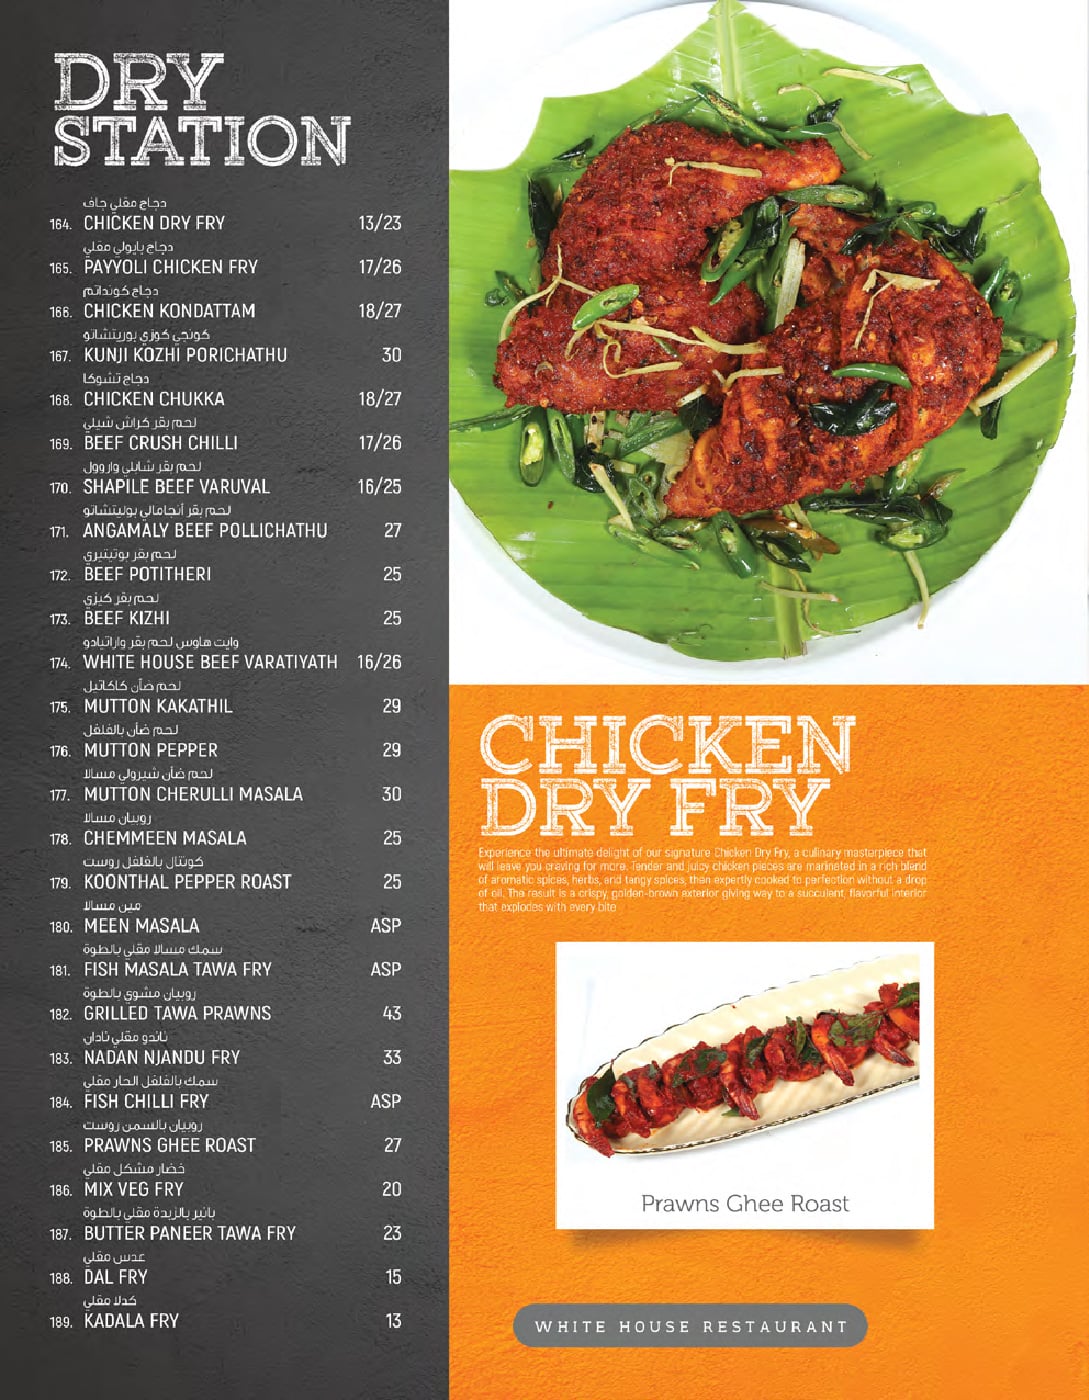 DRY
STATION
دجاج مقلي جاف
164. CHICKEN DRY FRY 13/23
دجاج بايولي مقلي
165. PAYYOLI CHICKEN FRY 17/26
دجاج كونداتم
166. CHICKEN KONDATTAM 18/27
كونجي كوزي بوريتشاتو
167. KUNJI KOZHI PORICHATHU 30
دجاج تشوكا
168. CHICKEN CHUKKA 18/27
لحم بقر كراش شيلي
169. BEEF CRUSH CHILLI 17/26
لحم بقر شابلي واروول
170. SHAPILE BEEF VARUVAL 16/25
لحم بقر أنجامالي بوليتشاتو
171. ANGAMALY BEEF POLLICHATHU 27
لحم بقر بوتيتيري
172. BEEF POTITHERI 25
لحم بقر كيزي
173. BEEF KIZHI 25
وايت هاوس لحم بقر واراتيادو
174. WHITE HOUSE BEEF VARATIYATH 16/26
لحم ضأن كاكاتيل
175. MUTTON KAKATHIL 29
لحم ضأن بالفلفل
176. MUTTON PEPPER 29
لحم ضأن شيرولي مسالا
177. MUTTON CHERULLI MASALA 30
روبيان مسالا
178. CHEMMEEN MASALA 25
كونتال بالفلفل روست
179. KOONTHAL PEPPER ROAST 25
مين مسالا
180. MEEN MASALA ASP
سمك مسالا مقلي بالطوة
181. FISH MASALA TAWA FRY ASP
روبيان مشوي بالطوة
182. GRILLED TAWA PRAWNS 43
ناندو مقلي نادان
183. NADAN NJANDU FRY 33
سمك بالفلفل الحار مقلي
184. FISH CHILLI FRY ASP
روبيان بالسمن روست
185. PRAWNS GHEE ROAST 27
خضار مشكل مقلي
186. MIX VEG FRY 20
بانير بالزبدة مقلي بالطوة
187. BUTTER PANEER TAWA FRY 23
عدس مقلي
188. DAL FRY 15
كدلا مقلي
189. KADALA FRY 13
CHICKEN
DRY FRY
Experience the ultimate delight of our signature Chicken Dry Fry, a culinary masterpiece that
will leave you craving for more. Tender and juicy chicken pieces are marinated in a rich blend
of aromatic spices, herbs, and tangy spices, then expertly cooked to perfection without a drop
of oil. The result is a crispy, golden-brown exterior giving way to a succulent, flavorful interior
that explodes with every bite
Prawns Ghee Roast
WHITE HOUSE RESTAURANT